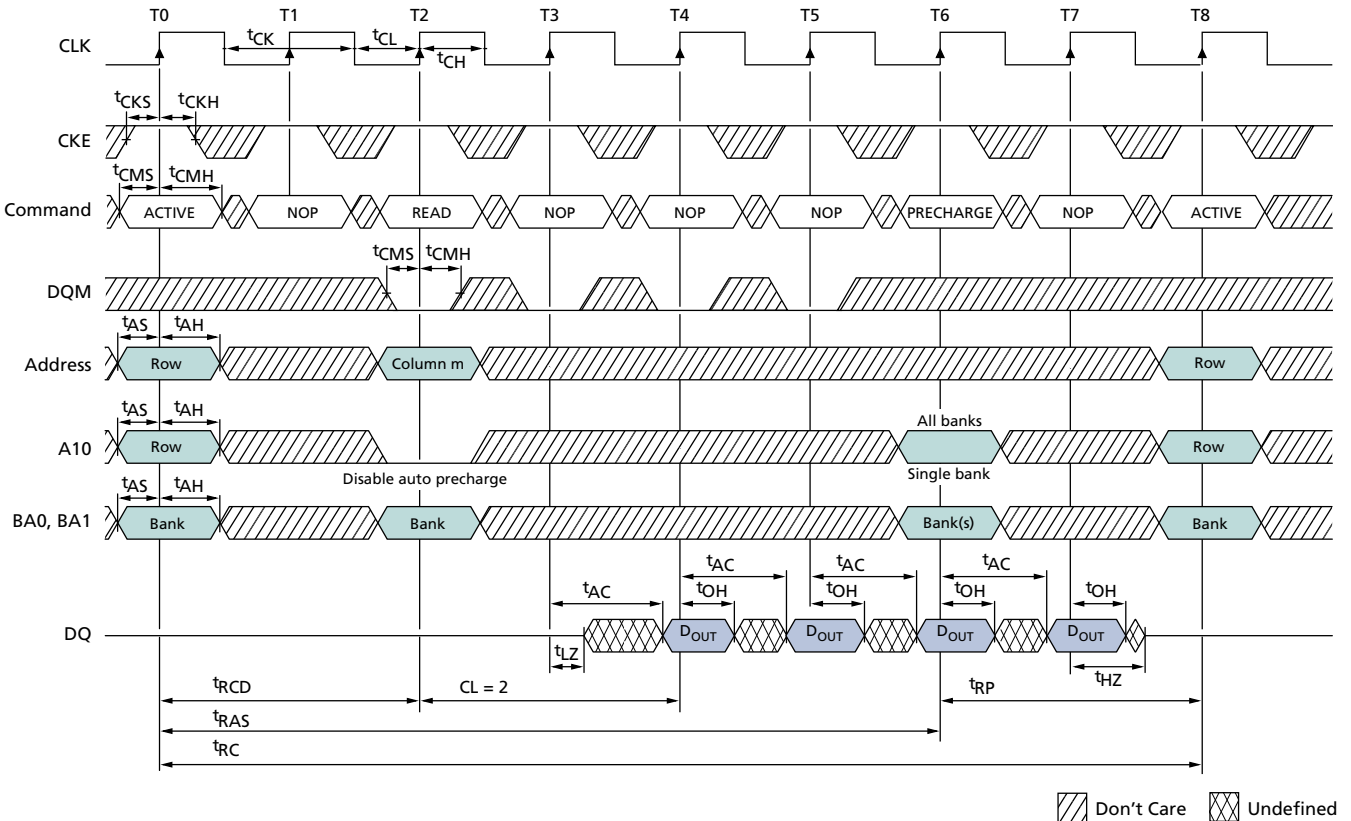 T0 T1 T2 T3 T4 T5 T6 T7 T8
CLK
tCK tCL
tCH
tCKS tCKH
CKE
tCMS tCMH
Command ACTIVE NOP READ NOP NOP NOP PRECHARGE NOP ACTIVE
tCMS tCMH
DQM
tAS tAH
Address Row Column m Row
tAS tAH All banks
A10 Row Row
Disable auto precharge Single bank
tAS tAH
BA0, BA1 Bank Bank Bank(s) Bank
tAC tAC tAC
tAC tOH tOH tOH tOH
DQ DOUT DOUT DOUT DOUT
tLZ tHZ
tRCD CL = 2 tRP
tRAS
tRC
Don't Care Undefined